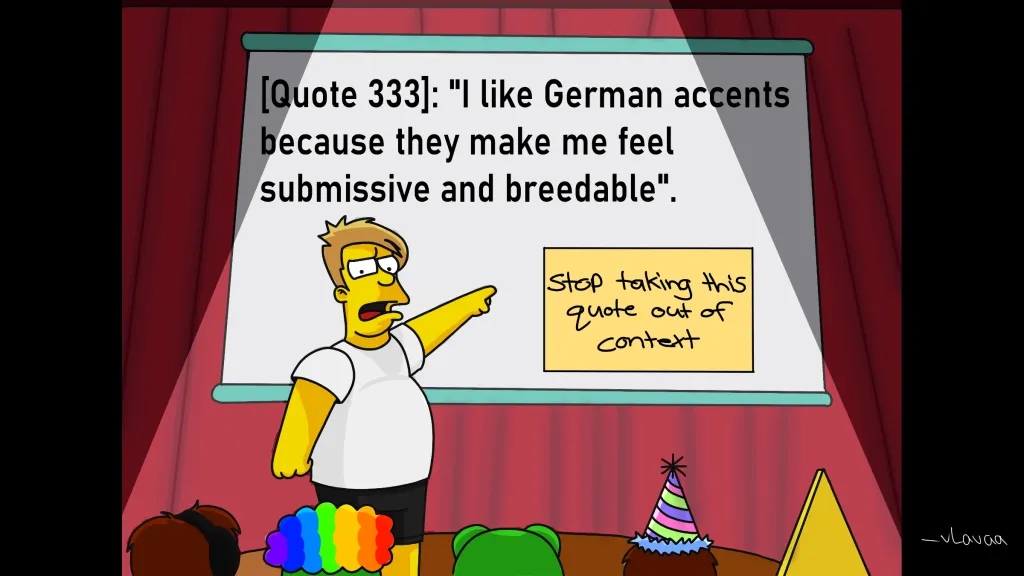 [Quote 333]: "I like German accents
because they make me feel
submissive and breedable".
Stop taking this
quote out of
context
—vLavaa